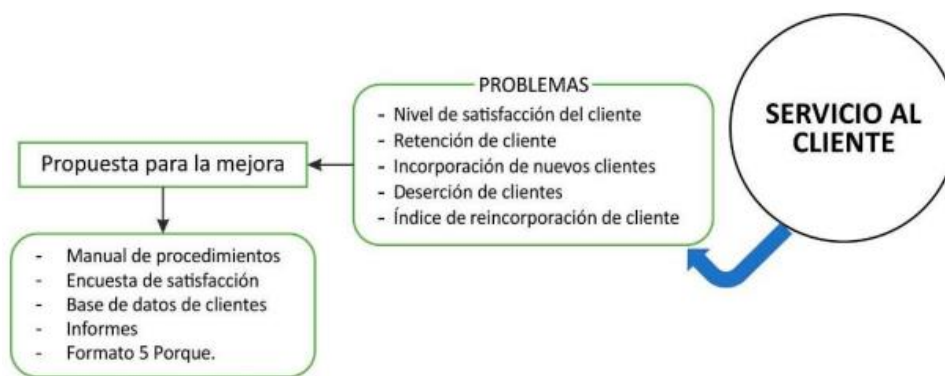 SERVICIO AL
CLIENTE
PROBLEMAS
- Nivel de satisfacción del cliente
- Retención de cliente
- Incorporación de nuevos clientes
- Deserción de clientes
- Índice de reincorporación de cliente
Propuesta para la mejora
- Manual de procedimientos
- Encuesta de satisfacción
- Base de datos de clientes
- Informes
- Formato 5 Porque.